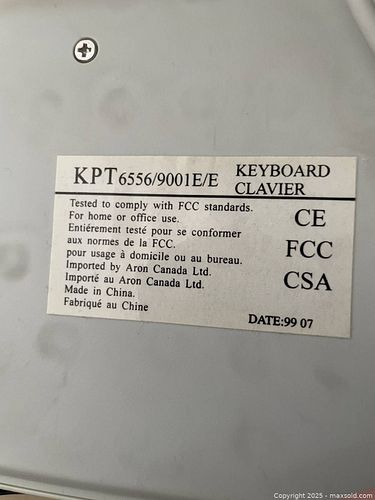 KPT6556/9001E/E KEYBOARD
CLAVIER
Tested to comply with FCC standards.
For home or office use.
Entiérement testé pour se conformer
aux normes de la FCC.
pour usage à domicile ou au bureau.
Imported by Aron Canada Ltd.
Importé au Aron Canada Ltd.
Made in China.
Fabriqué au Chine
CE
FCC
CSA
DATE:99 07
Copyright 2025 - maxsold.com